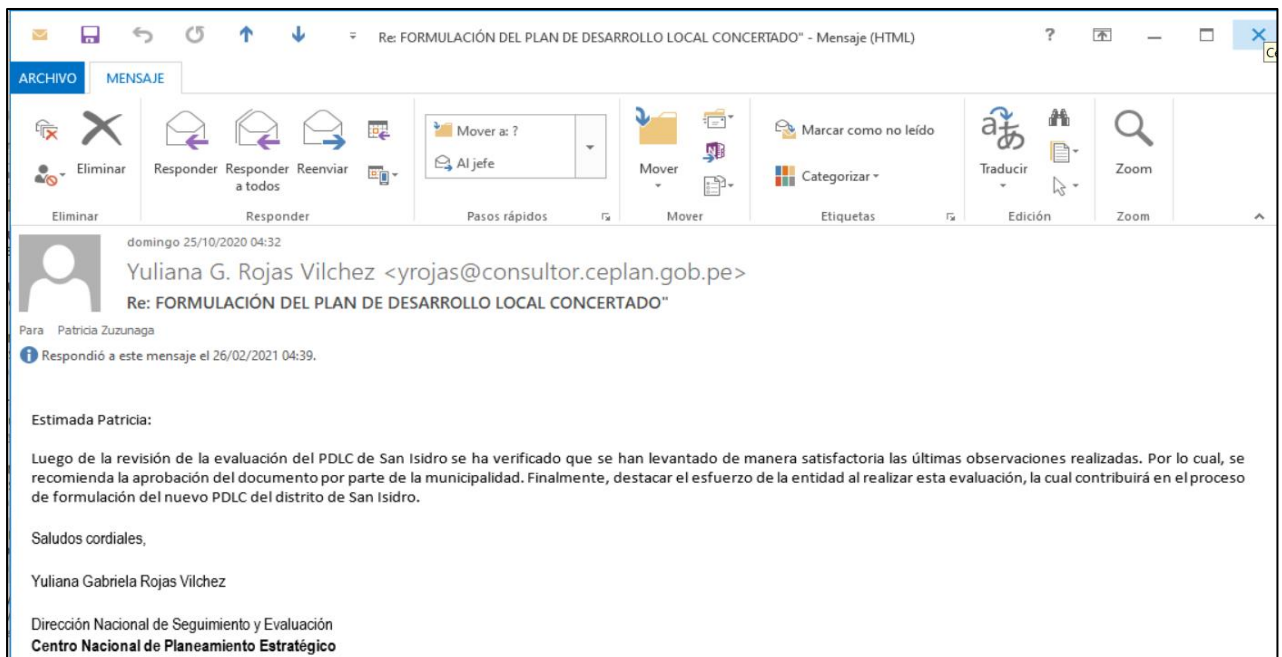 Re: FORMULACIÓN DEL PLAN DE DESARROLLO LOCAL CONCERTADO" - Mensaje (HTML)
?
ARCHIVO MENSAJE
Eliminar
Responder Responder a todos Reenviar
Mover a: ?
Al jefe
Mover
Marcar como no leído
Categorizar
Traducir
Zoom
Eliminar Responder Pasos rápidos Mover Etiquetas Edición Zoom
domingo 25/10/2020 04:32
Yuliana G. Rojas Vilchez <yrojas@consultor.ceplan.gob.pe>
Re: FORMULACIÓN DEL PLAN DE DESARROLLO LOCAL CONCERTADO"
Para Patricia Zuzunaga
Respondió a este mensaje el 26/02/2021 04:39.
Estimada Patricia:
Luego de la revisión de la evaluación del PDLC de San Isidro se ha verificado que se han levantado de manera satisfactoria las últimas observaciones realizadas. Por lo cual, se
recomienda la aprobación del documento por parte de la municipalidad. Finalmente, destacar el esfuerzo de la entidad al realizar esta evaluación, la cual contribuirá en el proceso
de formulación del nuevo PDLC del distrito de San Isidro.
Saludos cordiales,
Yuliana Gabriela Rojas Vilchez
Dirección Nacional de Seguimiento y Evaluación
Centro Nacional de Planeamiento Estratégico